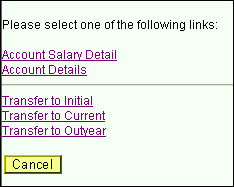 Please select one of the following links:
Account Salary Detail
Account Details
Transfer to Initial
Transfer to Current
Transfer to Outyear
Cancel